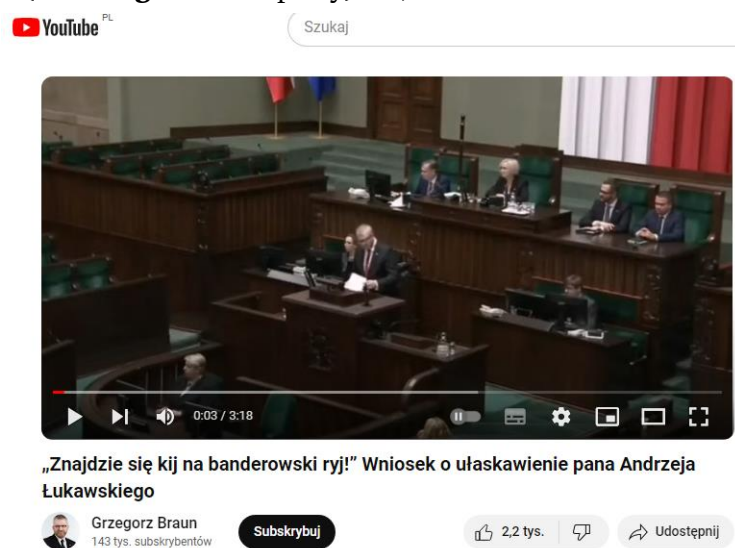 YouTube PL
Szukaj
0:03 / 3:18
„Znajdzie się kij na banderowski ryj!” Wniosek o ułaskawienie pana Andrzeja
Łukawskiego
Grzegorz Braun
143 tys. subskrybentów
Subskrybuj
2,2 tys.
Udostępnij